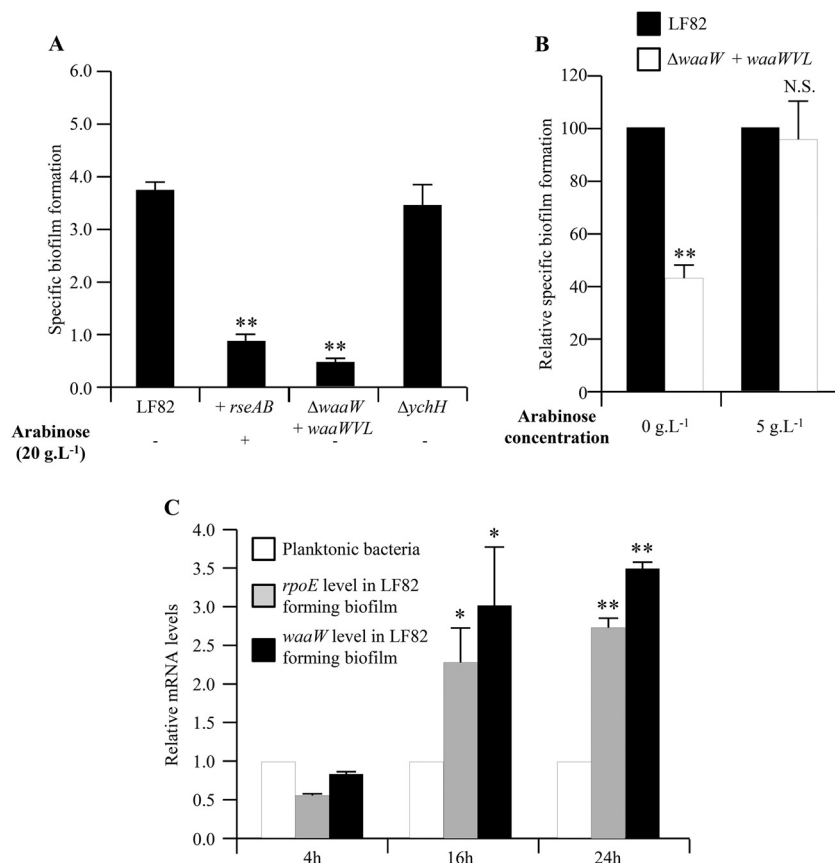 A
Specific biofilm formation
6.0
5.0
4.0
3.0
2.0
1.0
0.0
**
**
LF82
+ rseAB
ΔwaaW
+ waaWVL
ΔychH
Arabinose
(20 g.L-1)
-
+
-
-
B
LF82
ΔwaaW + waaWVL
Relative specific biofilm formation
120
100
80
60
40
20
0
**
N.S.
Arabinose
concentration
0 g.L-1
5 g.L-1
C
Relative mRNA levels
4.0
3.5
3.0
2.5
2.0
1.5
1.0
0.5
0.0
Planktonic bacteria
rpoE level in LF82
forming biofilm
waaW level in LF82
forming biofilm
*
*
**
**
4h
16h
24h